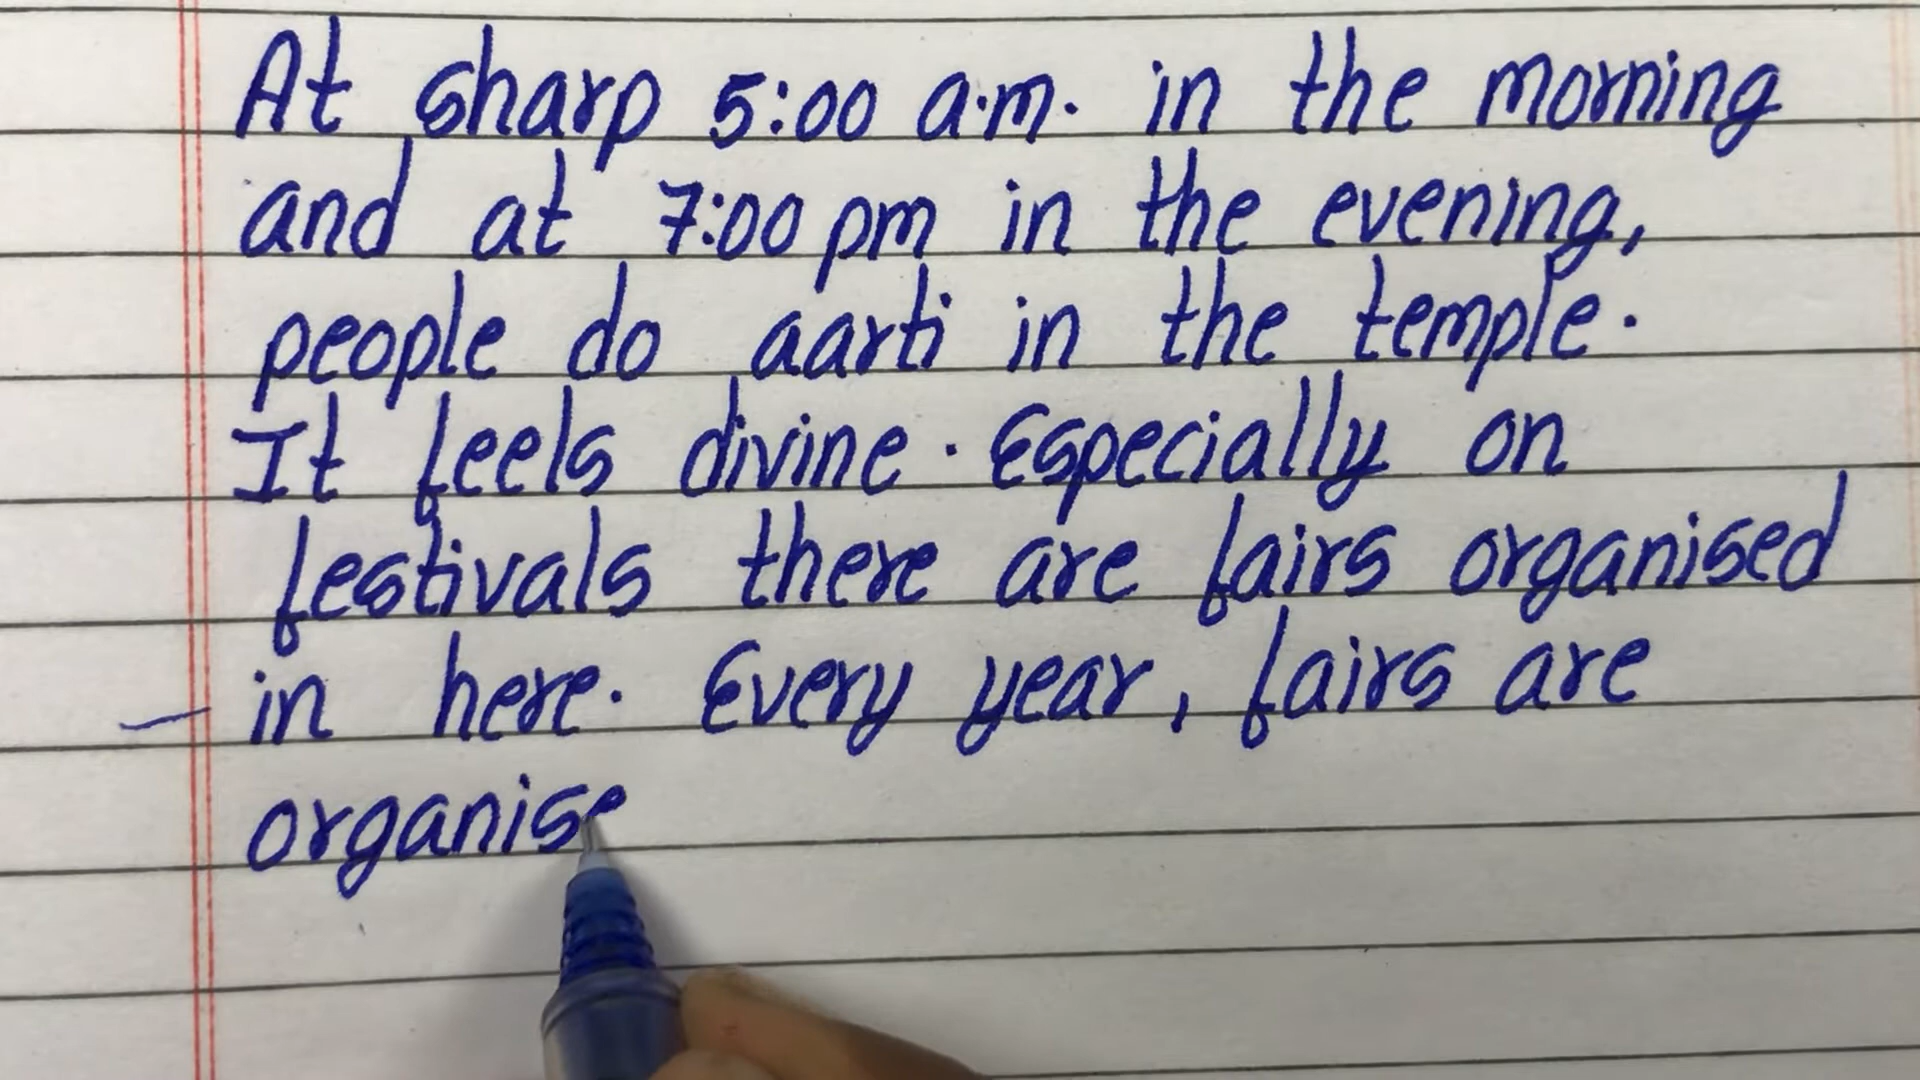 At sharp 5:00 a.m. in the morning
and at 7:00 pm in the evening,
people do aarti in the temple.
It feels divine. Especially on
festivals there are fairs organised
in here. Every year, fairs are
organise